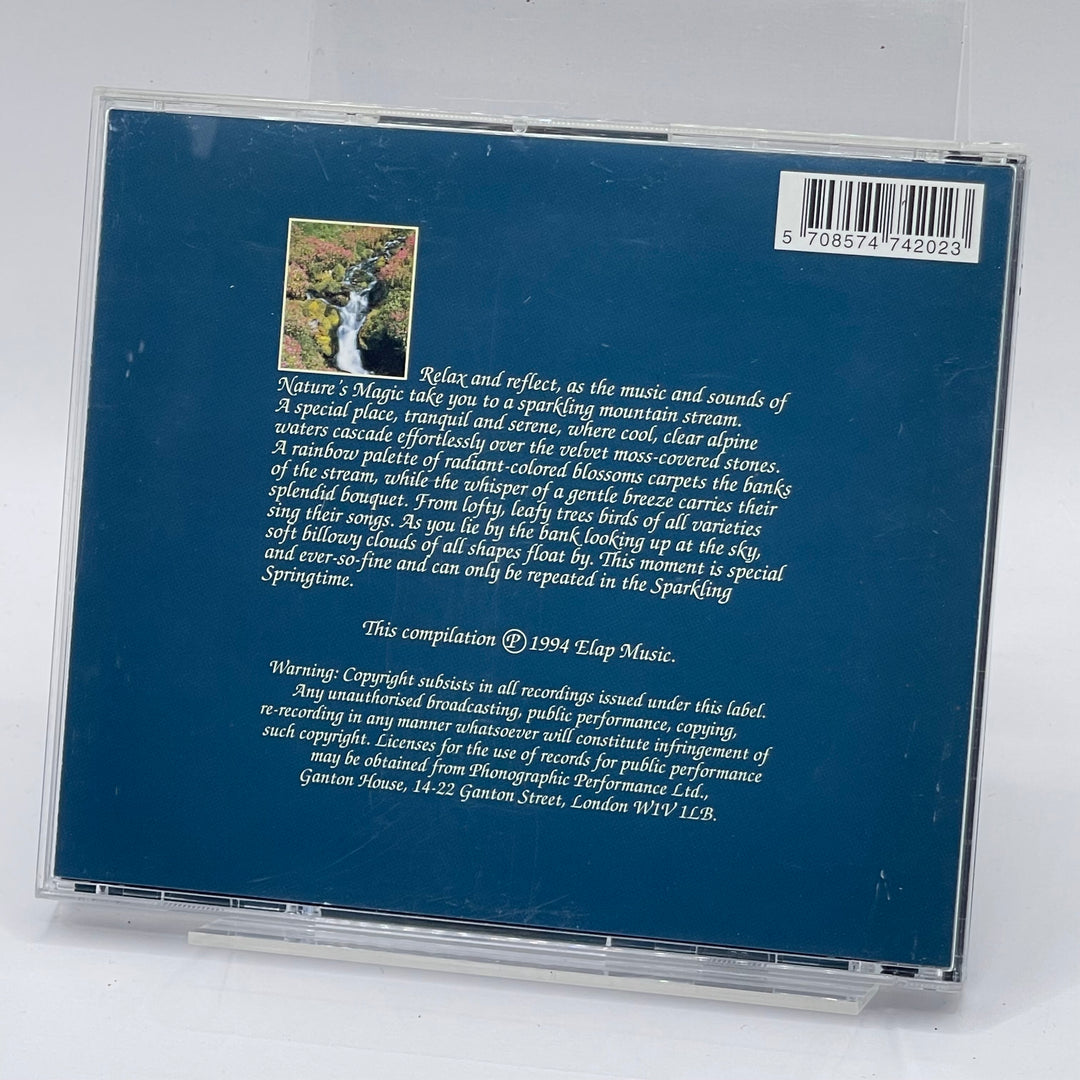 5 708574 742023
Relax and reflect, as the music and sounds of
Nature's Magic take you to a sparkling mountain stream.
A special place, tranquil and serene, where cool, clear alpine
waters cascade effortlessly over the velvet moss-covered stones.
A rainbow palette of radiant-colored blossoms carpets the banks
of the stream, while the whisper of a gentle breeze carries their
splendid bouquet. From lofty, leafy trees birds of all varieties
sing their songs. As you lie by the bank looking up at the sky,
soft billowy clouds of all shapes float by. This moment is special
and ever-so-fine and can only be repeated in the Sparkling
Springtime.
This compilation Ⓟ 1994 Elap Music.
Warning: Copyright subsists in all recordings issued under this label.
Any unauthorised broadcasting, public performance, copying,
re-recording in any manner whatsoever will constitute infringement of
such copyright. Licenses for the use of records for public performance
may be obtained from Phonographic Performance Ltd.,
Ganton House, 14-22 Ganton Street, London W1V 1LB.